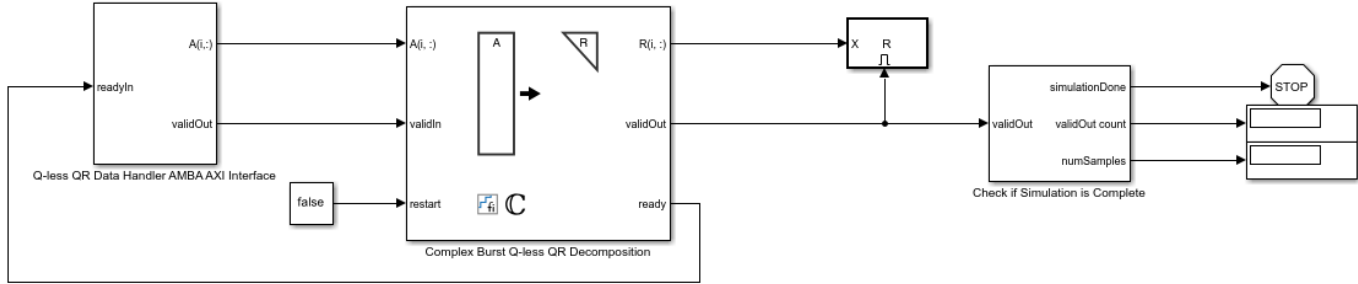 A(i,:)
readyIn
validOut
Q-less QR Data Handler AMBA AXI Interface
false
A(i, :)
A
R
R(i, :)
validIn
validOut
restart
fi ℂ
ready
Complex Burst Q-less QR Decomposition
X R
validOut
simulationDone
validOut count
numSamples
Check if Simulation is Complete
STOP